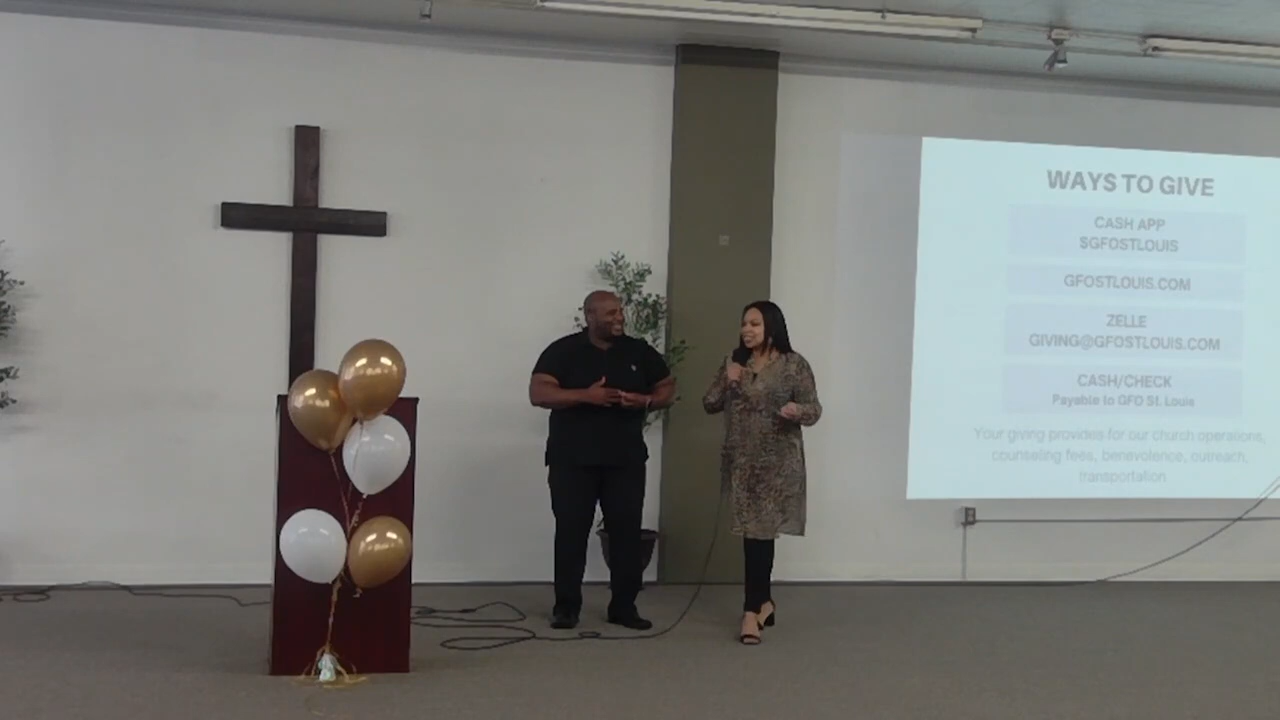 WAYS TO GIVE
CASH APP
$GFOSTLOUIS
GFOSTLOUIS.COM
ZELLE
GIVING@GFOSTLOUIS.COM
CASH/CHECK
Payable to GFO St. Louis
Your giving provides for our church operations,
counseling fees, benevolence, outreach,
transportation